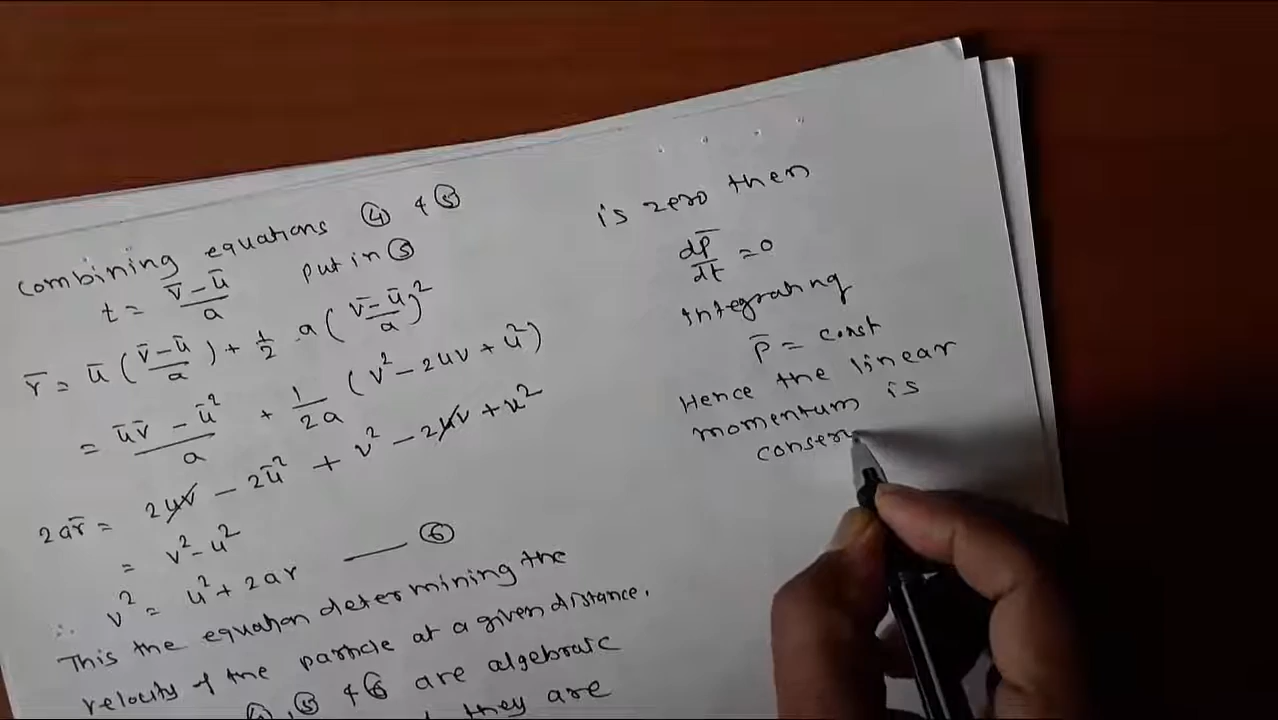 Combining equations ④ & ⑤
t = v̄ - ū / a put in ⑤
r̄ = ū ( v̄ - ū / a ) + 1/2 . a ( v̄ - ū / a )²
= ūv̄ - ū² / a + 1 / 2a ( v² - 2uv + ū² )
2ar̄ = 2uv - 2ū² + v² - 2uv + u²
= v² - u²
∴ v² = u² + 2ar —— ⑥
This the equation determining the
velocity of the particle at a given distance.
④, ⑤ & ⑥ are algebraic
they are
is zero then
dp̄ / dt = 0
Integrating
p̄ = const
Hence the linear
momentum is
conser